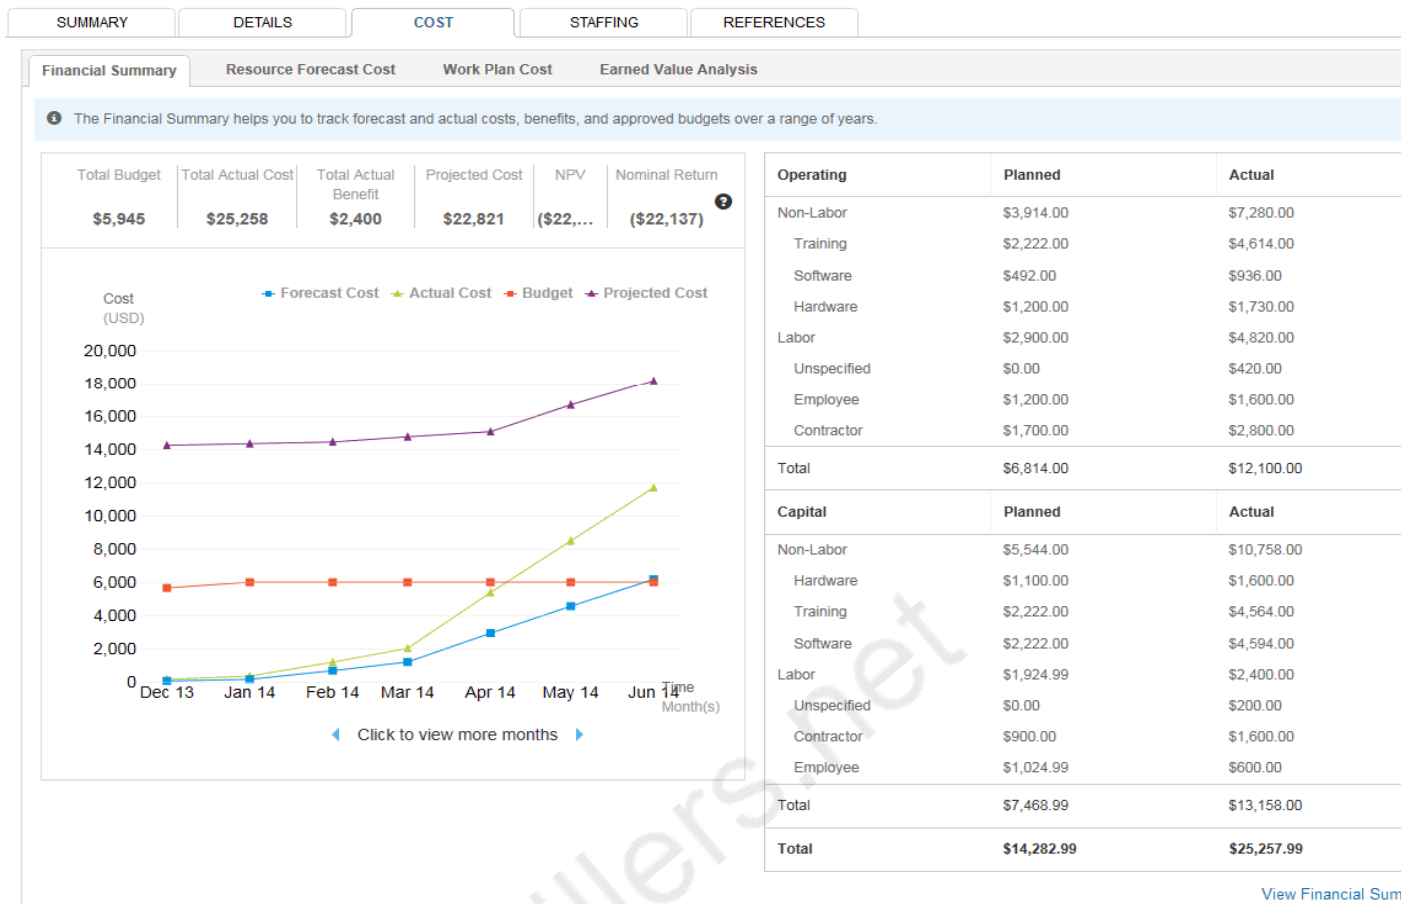 SUMMARY DETAILS COST STAFFING REFERENCES
Financial Summary Resource Forecast Cost Work Plan Cost Earned Value Analysis
The Financial Summary helps you to track forecast and actual costs, benefits, and approved budgets over a range of years.
Total Budget Total Actual Cost Total Actual Benefit Projected Cost NPV Nominal Return
$5,945 $25,258 $2,400 $22,821 ($22,... ($22,137)
Cost
(USD)
Forecast Cost Actual Cost Budget Projected Cost
20,000
18,000
16,000
14,000
12,000
10,000
8,000
6,000
4,000
2,000
0
Dec 13 Jan 14 Feb 14 Mar 14 Apr 14 May 14 Jun 14
Time
Month(s)
Click to view more months
Operating Planned Actual
Non-Labor $3,914.00 $7,280.00
Training $2,222.00 $4,614.00
Software $492.00 $936.00
Hardware $1,200.00 $1,730.00
Labor $2,900.00 $4,820.00
Unspecified $0.00 $420.00
Employee $1,200.00 $1,600.00
Contractor $1,700.00 $2,800.00
Total $6,814.00 $12,100.00
Capital Planned Actual
Non-Labor $5,544.00 $10,758.00
Hardware $1,100.00 $1,600.00
Training $2,222.00 $4,564.00
Software $2,222.00 $4,594.00
Labor $1,924.99 $2,400.00
Unspecified $0.00 $200.00
Contractor $900.00 $1,600.00
Employee $1,024.99 $600.00
Total $7,468.99 $13,158.00
Total $14,282.99 $25,257.99
View Financial Sum
illers.net